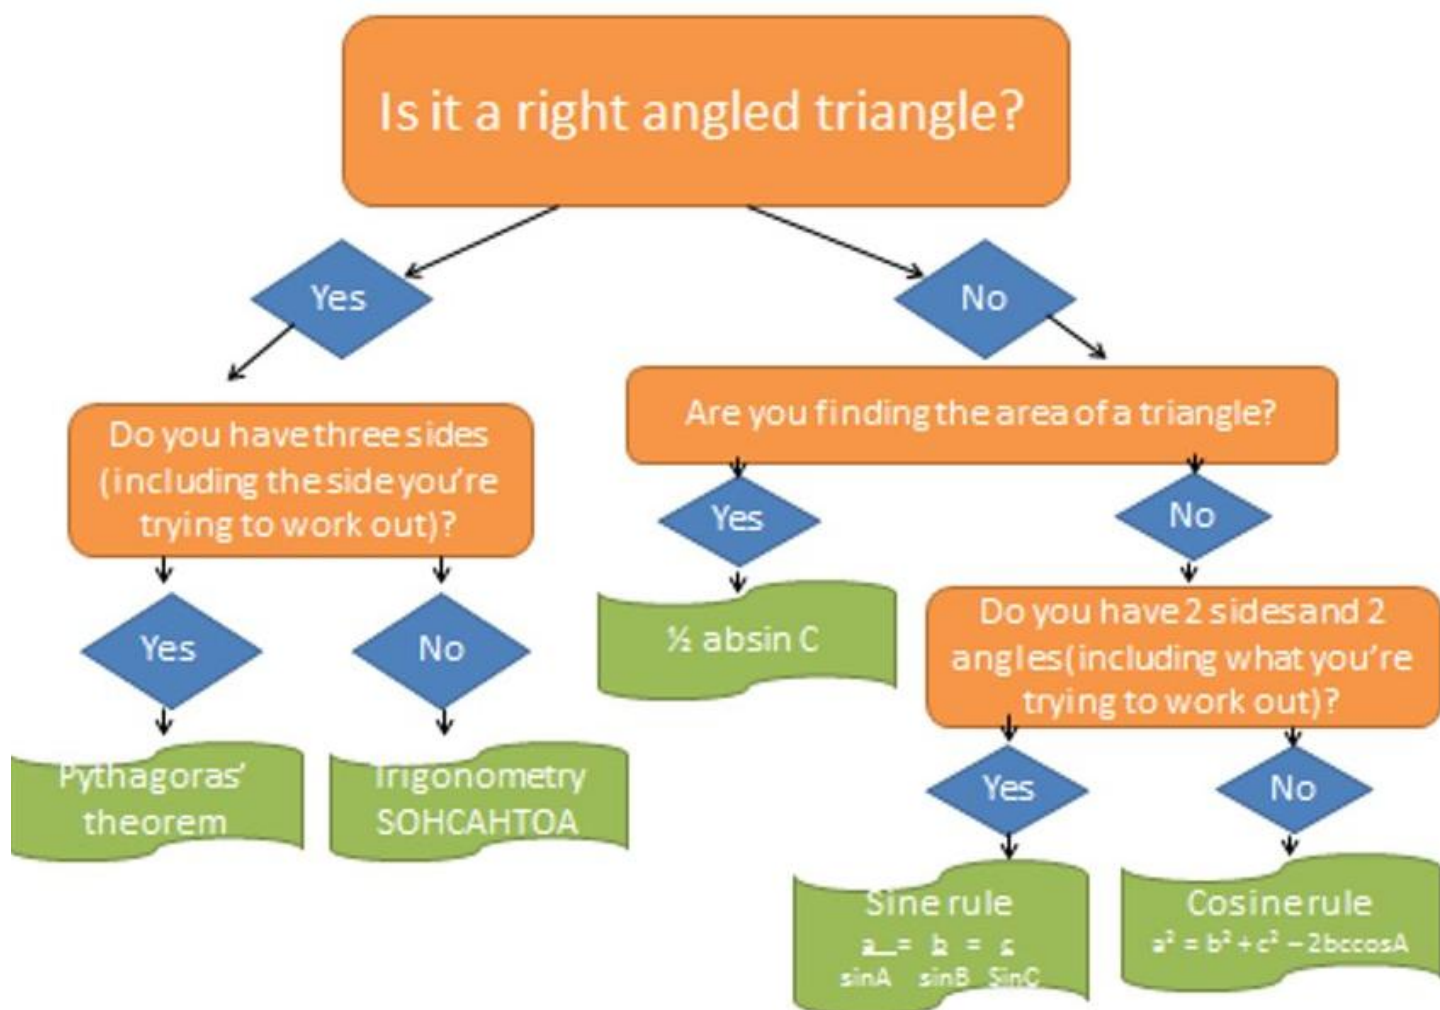 Is it a right angled triangle?
Yes
No
Do you have three sides
(including the side you're
trying to work out)?
Are you finding the area of a triangle?
Yes
No
Yes
No
½ absin C
Do you have 2 sides and 2
angles(including what you're
trying to work out)?
Pythagoras'
theorem
Trigonometry
SOHCAHTOA
Yes
No
Sine rule
a = b = c
sinA sinB SinC
Cosine rule
a² = b² + c² – 2bccosA